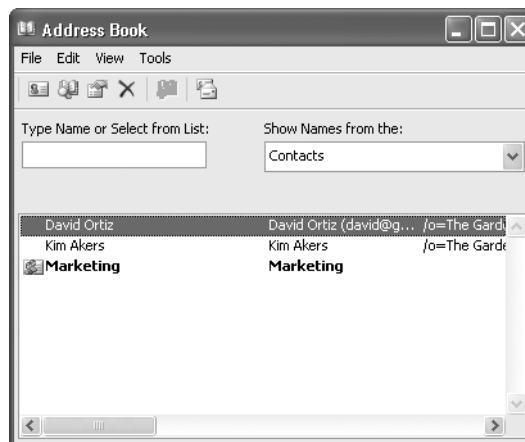 Address Book
File Edit View Tools
Type Name or Select from List: Show Names from the:
Contacts
David Ortiz David Ortiz (david@g... /o=The Gard
Kim Akers Kim Akers /o=The Garde
Marketing Marketing